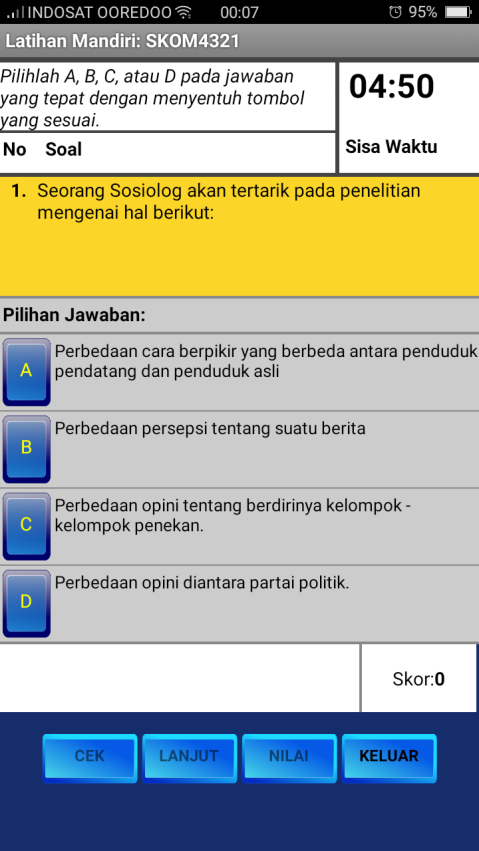 INDOSAT OOREDOO 00:07 95%
Latihan Mandiri: SKOM4321
Pilihlah A, B, C, atau D pada jawaban
yang tepat dengan menyentuh tombol
yang sesuai.
04:50
No Soal
Sisa Waktu
1. Seorang Sosiolog akan tertarik pada penelitian
mengenai hal berikut:
Pilihan Jawaban:
A
Perbedaan cara berpikir yang berbeda antara penduduk
pendatang dan penduduk asli
B
Perbedaan persepsi tentang suatu berita
C
Perbedaan opini tentang berdirinya kelompok -
kelompok penekan.
D
Perbedaan opini diantara partai politik.
Skor:0
CEK LANJUT NILAI KELUAR